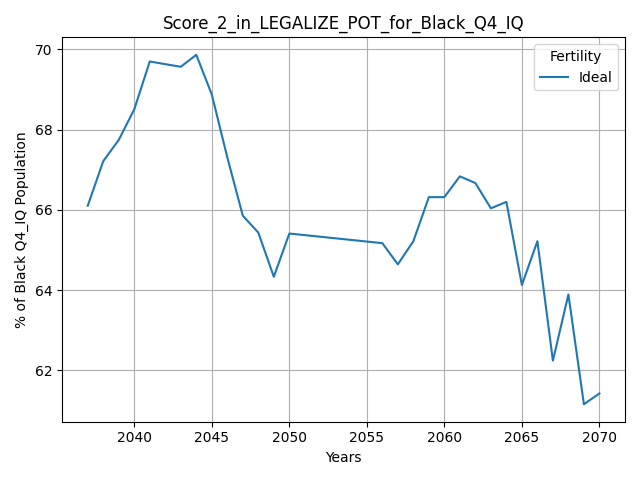 Score_2_in_LEGALIZE_POT_for_Black_Q4_IQ
Fertility
Ideal
% of Black Q4_IQ Population
70
68
66
64
62
2040 2045 2050 2055 2060 2065 2070
Years